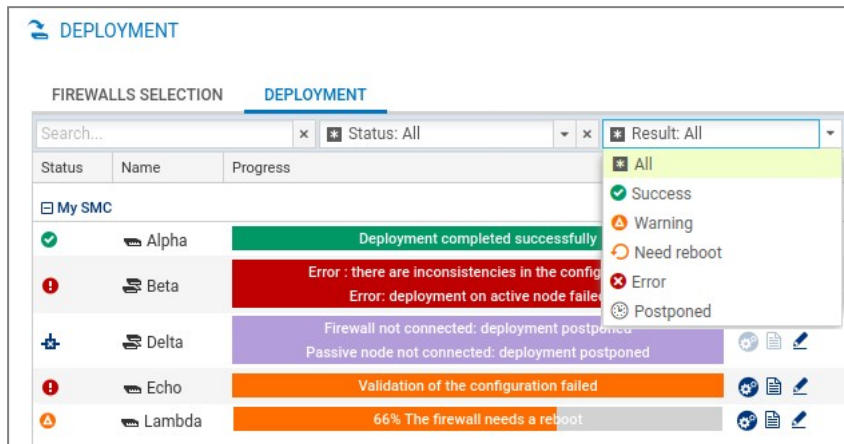 DEPLOYMENT
FIREWALLS SELECTION DEPLOYMENT
Search... Status: All Result: All
Status Name Progress
All
Success
Warning
Need reboot
Error
Postponed
My SMC
Alpha Deployment completed successfully
Beta Error : there are inconsistencies in the config
Error: deployment on active node faile
Delta Firewall not connected: deployment postponed
Passive node not connected: deployment postponed
Echo Validation of the configuration failed
Lambda 66% The firewall needs a reboot